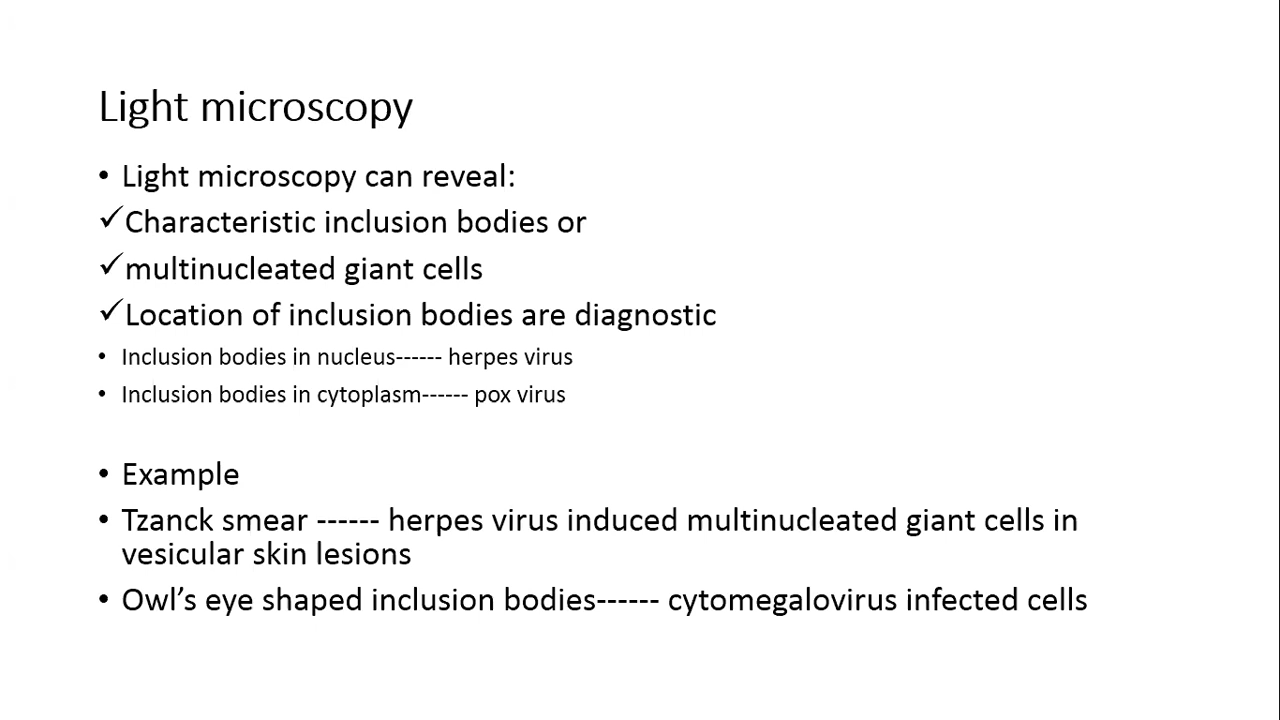 Light microscopy
• Light microscopy can reveal:
✓Characteristic inclusion bodies or
✓multinucleated giant cells
✓Location of inclusion bodies are diagnostic
• Inclusion bodies in nucleus------ herpes virus
• Inclusion bodies in cytoplasm------ pox virus
• Example
• Tzanck smear ------ herpes virus induced multinucleated giant cells in
vesicular skin lesions
• Owl’s eye shaped inclusion bodies------ cytomegalovirus infected cells